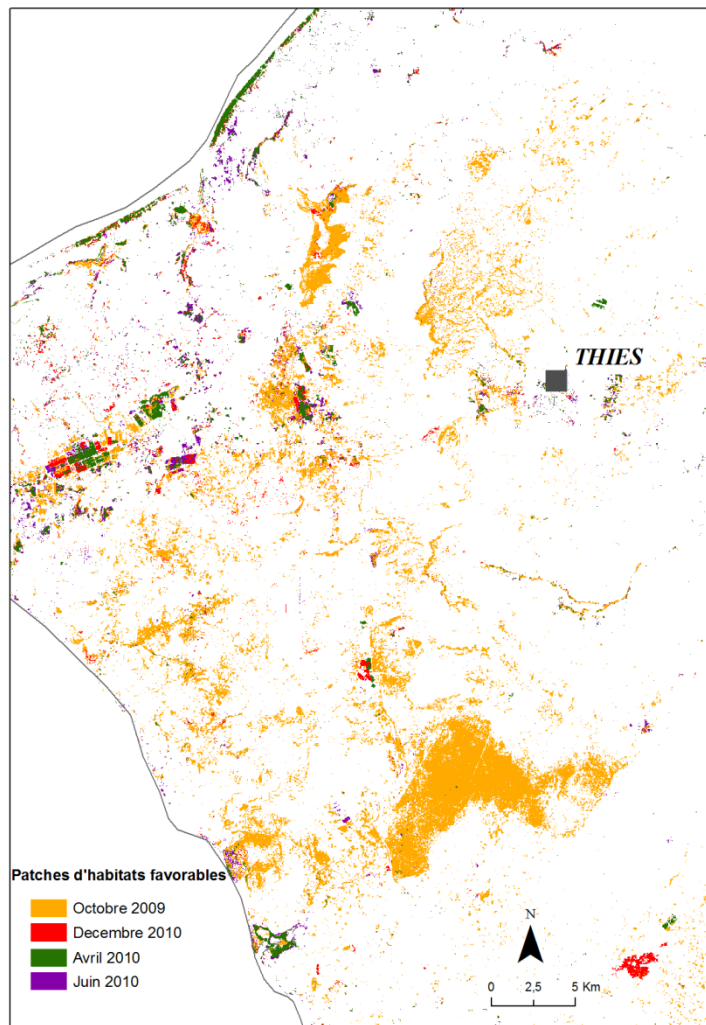 THIES
Patches d'habitats favorables
Octobre 2009
Decembre 2010
Avril 2010
Juin 2010
N
0 2,5 5 Km